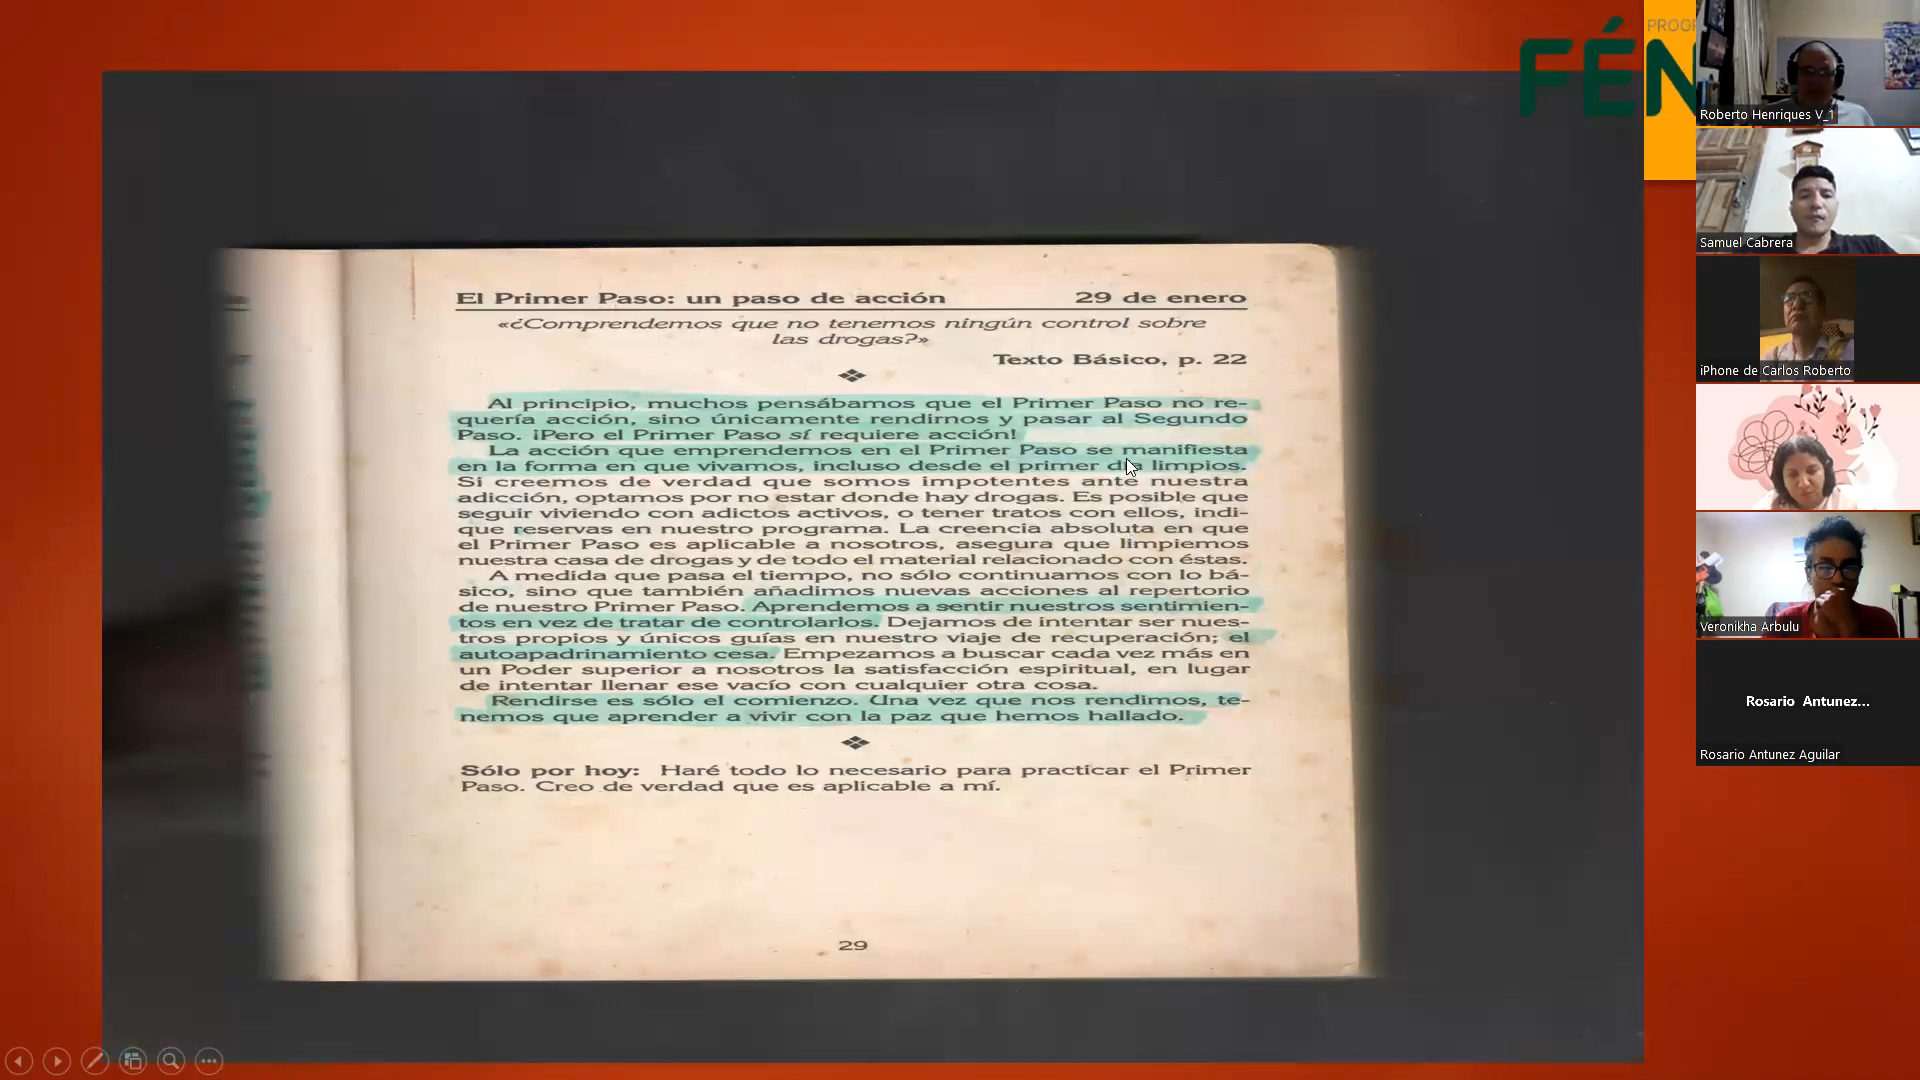 PROG
FÉN
El Primer Paso: un paso de acción 29 de enero
«¿Comprendemos que no tenemos ningún control sobre
las drogas?»
Texto Básico, p. 22
Al principio, muchos pensábamos que el Primer Paso no re-
quería acción, sino únicamente rendirnos y pasar al Segundo
Paso. ¡Pero el Primer Paso sí requiere acción!
La acción que emprendemos en el Primer Paso se manifiesta
en la forma en que vivamos, incluso desde el primer día limpios.
Si creemos de verdad que somos impotentes ante nuestra
adicción, optamos por no estar donde hay drogas. Es posible que
seguir viviendo con adictos activos, o tener tratos con ellos, indi-
que reservas en nuestro programa. La creencia absoluta en que
el Primer Paso es aplicable a nosotros, asegura que limpiemos
nuestra casa de drogas y de todo el material relacionado con éstas.
A medida que pasa el tiempo, no sólo continuamos con lo bá-
sico, sino que también añadimos nuevas acciones al repertorio
de nuestro Primer Paso. Aprendemos a sentir nuestros sentimien-
tos en vez de tratar de controlarlos. Dejamos de intentar ser nues-
tros propios y únicos guías en nuestro viaje de recuperación; el
autoapadrinamiento cesa. Empezamos a buscar cada vez más en
un Poder superior a nosotros la satisfacción espiritual, en lugar
de intentar llenar ese vacío con cualquier otra cosa.
Rendirse es sólo el comienzo. Una vez que nos rendimos, te-
nemos que aprender a vivir con la paz que hemos hallado.
Sólo por hoy: Haré todo lo necesario para practicar el Primer
Paso. Creo de verdad que es aplicable a mí.
29
Roberto Henriques V_1
Samuel Cabrera
iPhone de Carlos Roberto
Veronikha Arbulu
Rosario Antunez...
Rosario Antunez Aguilar